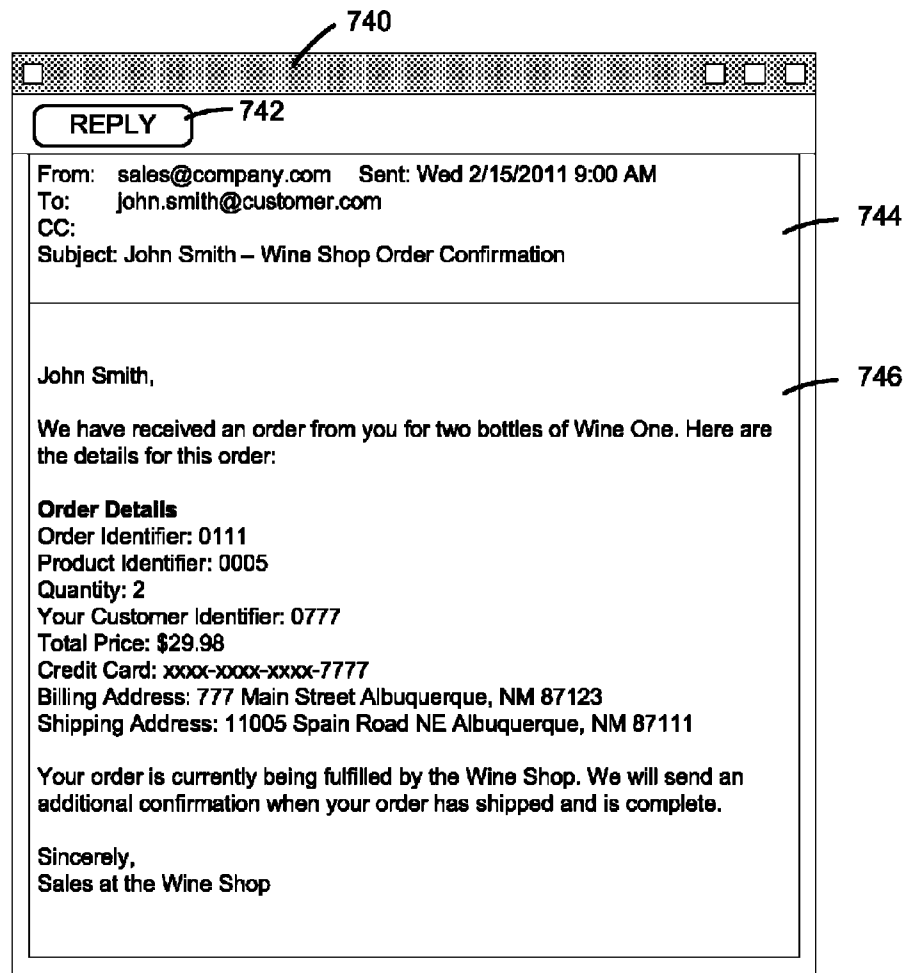 740
REPLY 742
From: sales@company.com Sent: Wed 2/15/2011 9:00 AM
To: john.smith@customer.com
CC:
744
Subject: John Smith – Wine Shop Order Confirmation
John Smith,
746
We have received an order from you for two bottles of Wine One. Here are
the details for this order:
Order Details
Order Identifier: 0111
Product Identifier: 0005
Quantity: 2
Your Customer Identifier: 0777
Total Price: $29.98
Credit Card: xxxx-xxxx-xxxx-7777
Billing Address: 777 Main Street Albuquerque, NM 87123
Shipping Address: 11005 Spain Road NE Albuquerque, NM 87111
Your order is currently being fulfilled by the Wine Shop. We will send an
additional confirmation when your order has shipped and is complete.
Sincerely,
Sales at the Wine Shop